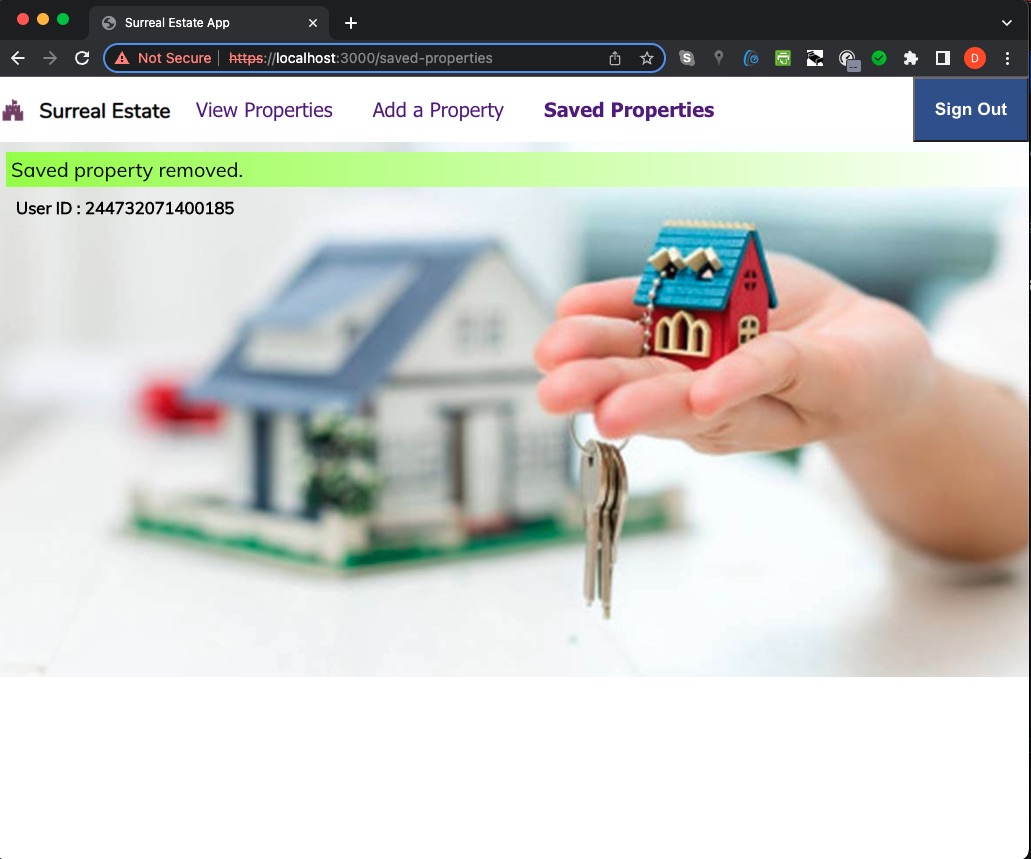 Surreal Estate App
Not Secure https://localhost:3000/saved-properties
D
Surreal Estate View Properties Add a Property Saved Properties Sign Out
Saved property removed.
User ID : 244732071400185